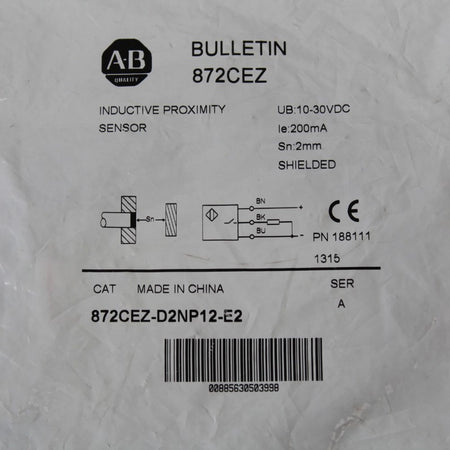 AB
QUALITY
BULLETIN
872CEZ
INDUCTIVE PROXIMITY
SENSOR
UB:10-30VDC
Ie:200mA
Sn:2mm
SHIELDED
Sn
BN
+
BK
BU
-
CE
PN 188111
1315
CAT MADE IN CHINA
SER
A
872CEZ-D2NP12-E2
00885630503998